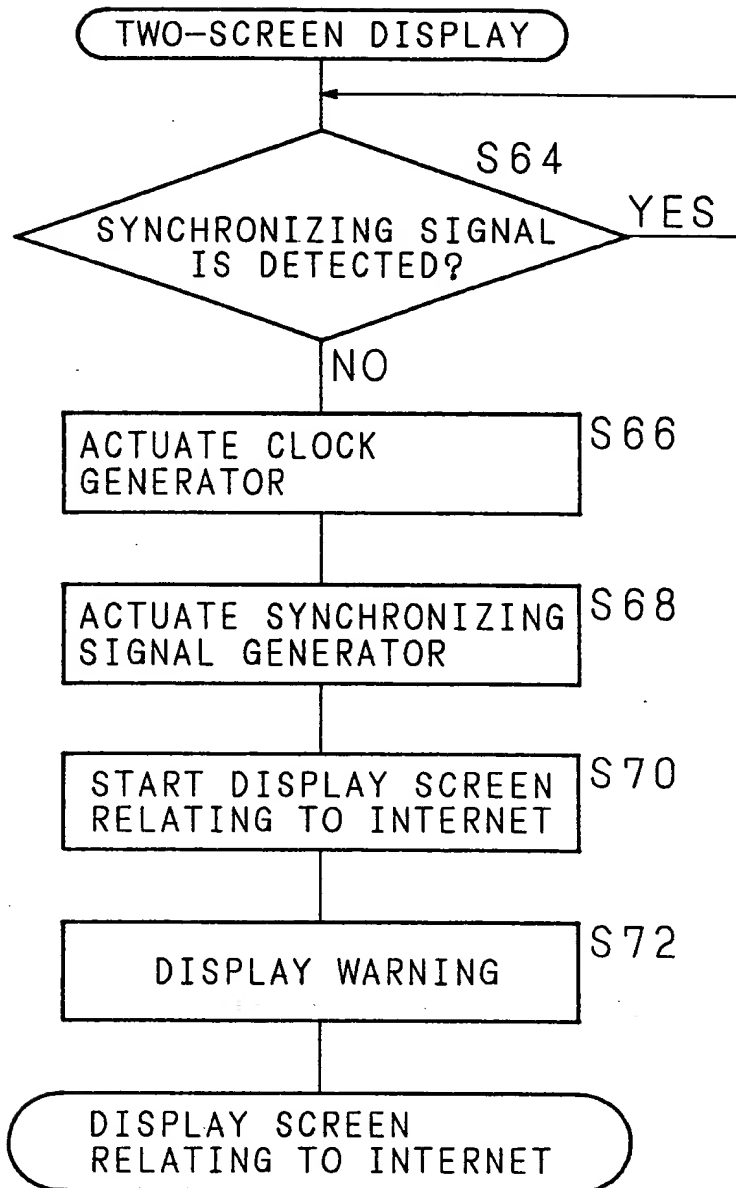 TWO-SCREEN DISPLAY
S64
SYNCHRONIZING SIGNAL
IS DETECTED?
YES
NO
ACTUATE CLOCK
GENERATOR
S66
ACTUATE SYNCHRONIZING
SIGNAL GENERATOR
S68
START DISPLAY SCREEN
RELATING TO INTERNET
S70
DISPLAY WARNING
S72
DISPLAY SCREEN
RELATING TO INTERNET